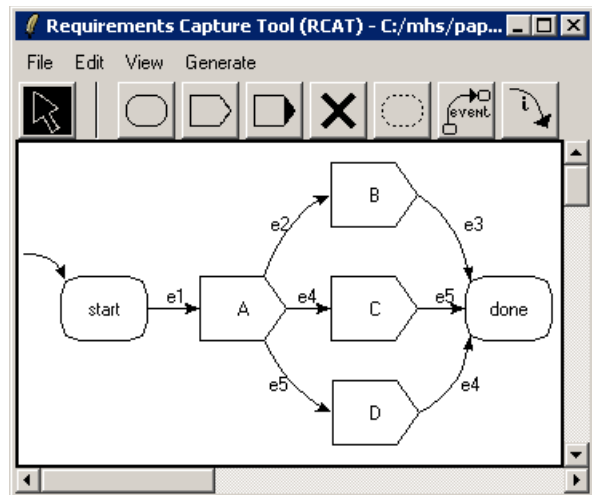 Requirements Capture Tool (RCAT) - C:/mhs/pap...
File Edit View Generate
event
i
B
e2
e3
start
e1
A
e4
C
e5
done
e5
e4
D